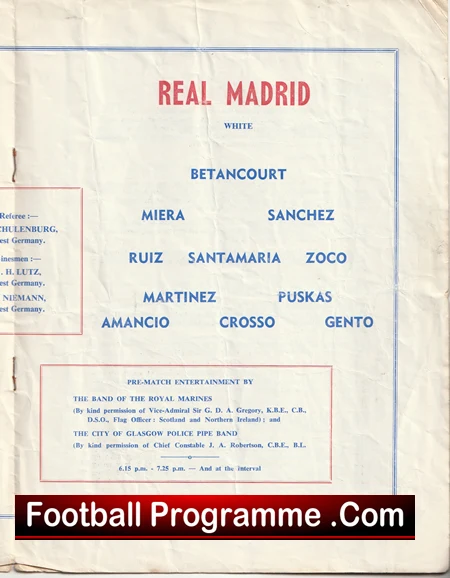 REAL MADRID
WHITE
BETANCOURT
MIERA SANCHEZ
RUIZ SANTAMARIA ZOCO
MARTINEZ PUSKAS
AMANCIO CROSSO GENTO
Referee :—
CHULENBURG,
est Germany.
inesmen :—
. H. LUTZ,
est Germany.
NIEMANN,
est Germany.
PRE-MATCH ENTERTAINMENT BY
THE BAND OF THE ROYAL MARINES
(By kind permission of Vice-Admiral Sir G. D. A. Gregory, K.B.E., C.B.,
D.S.O., Flag Officer : Scotland and Northern Ireland) ; and
THE CITY OF GLASGOW POLICE PIPE BAND
(By kind permission of Chief Constable J. A. Robertson, C.B.E., B.L.
6.15 p.m. - 7.25 p.m. — And at the interval
Football Programme .Com